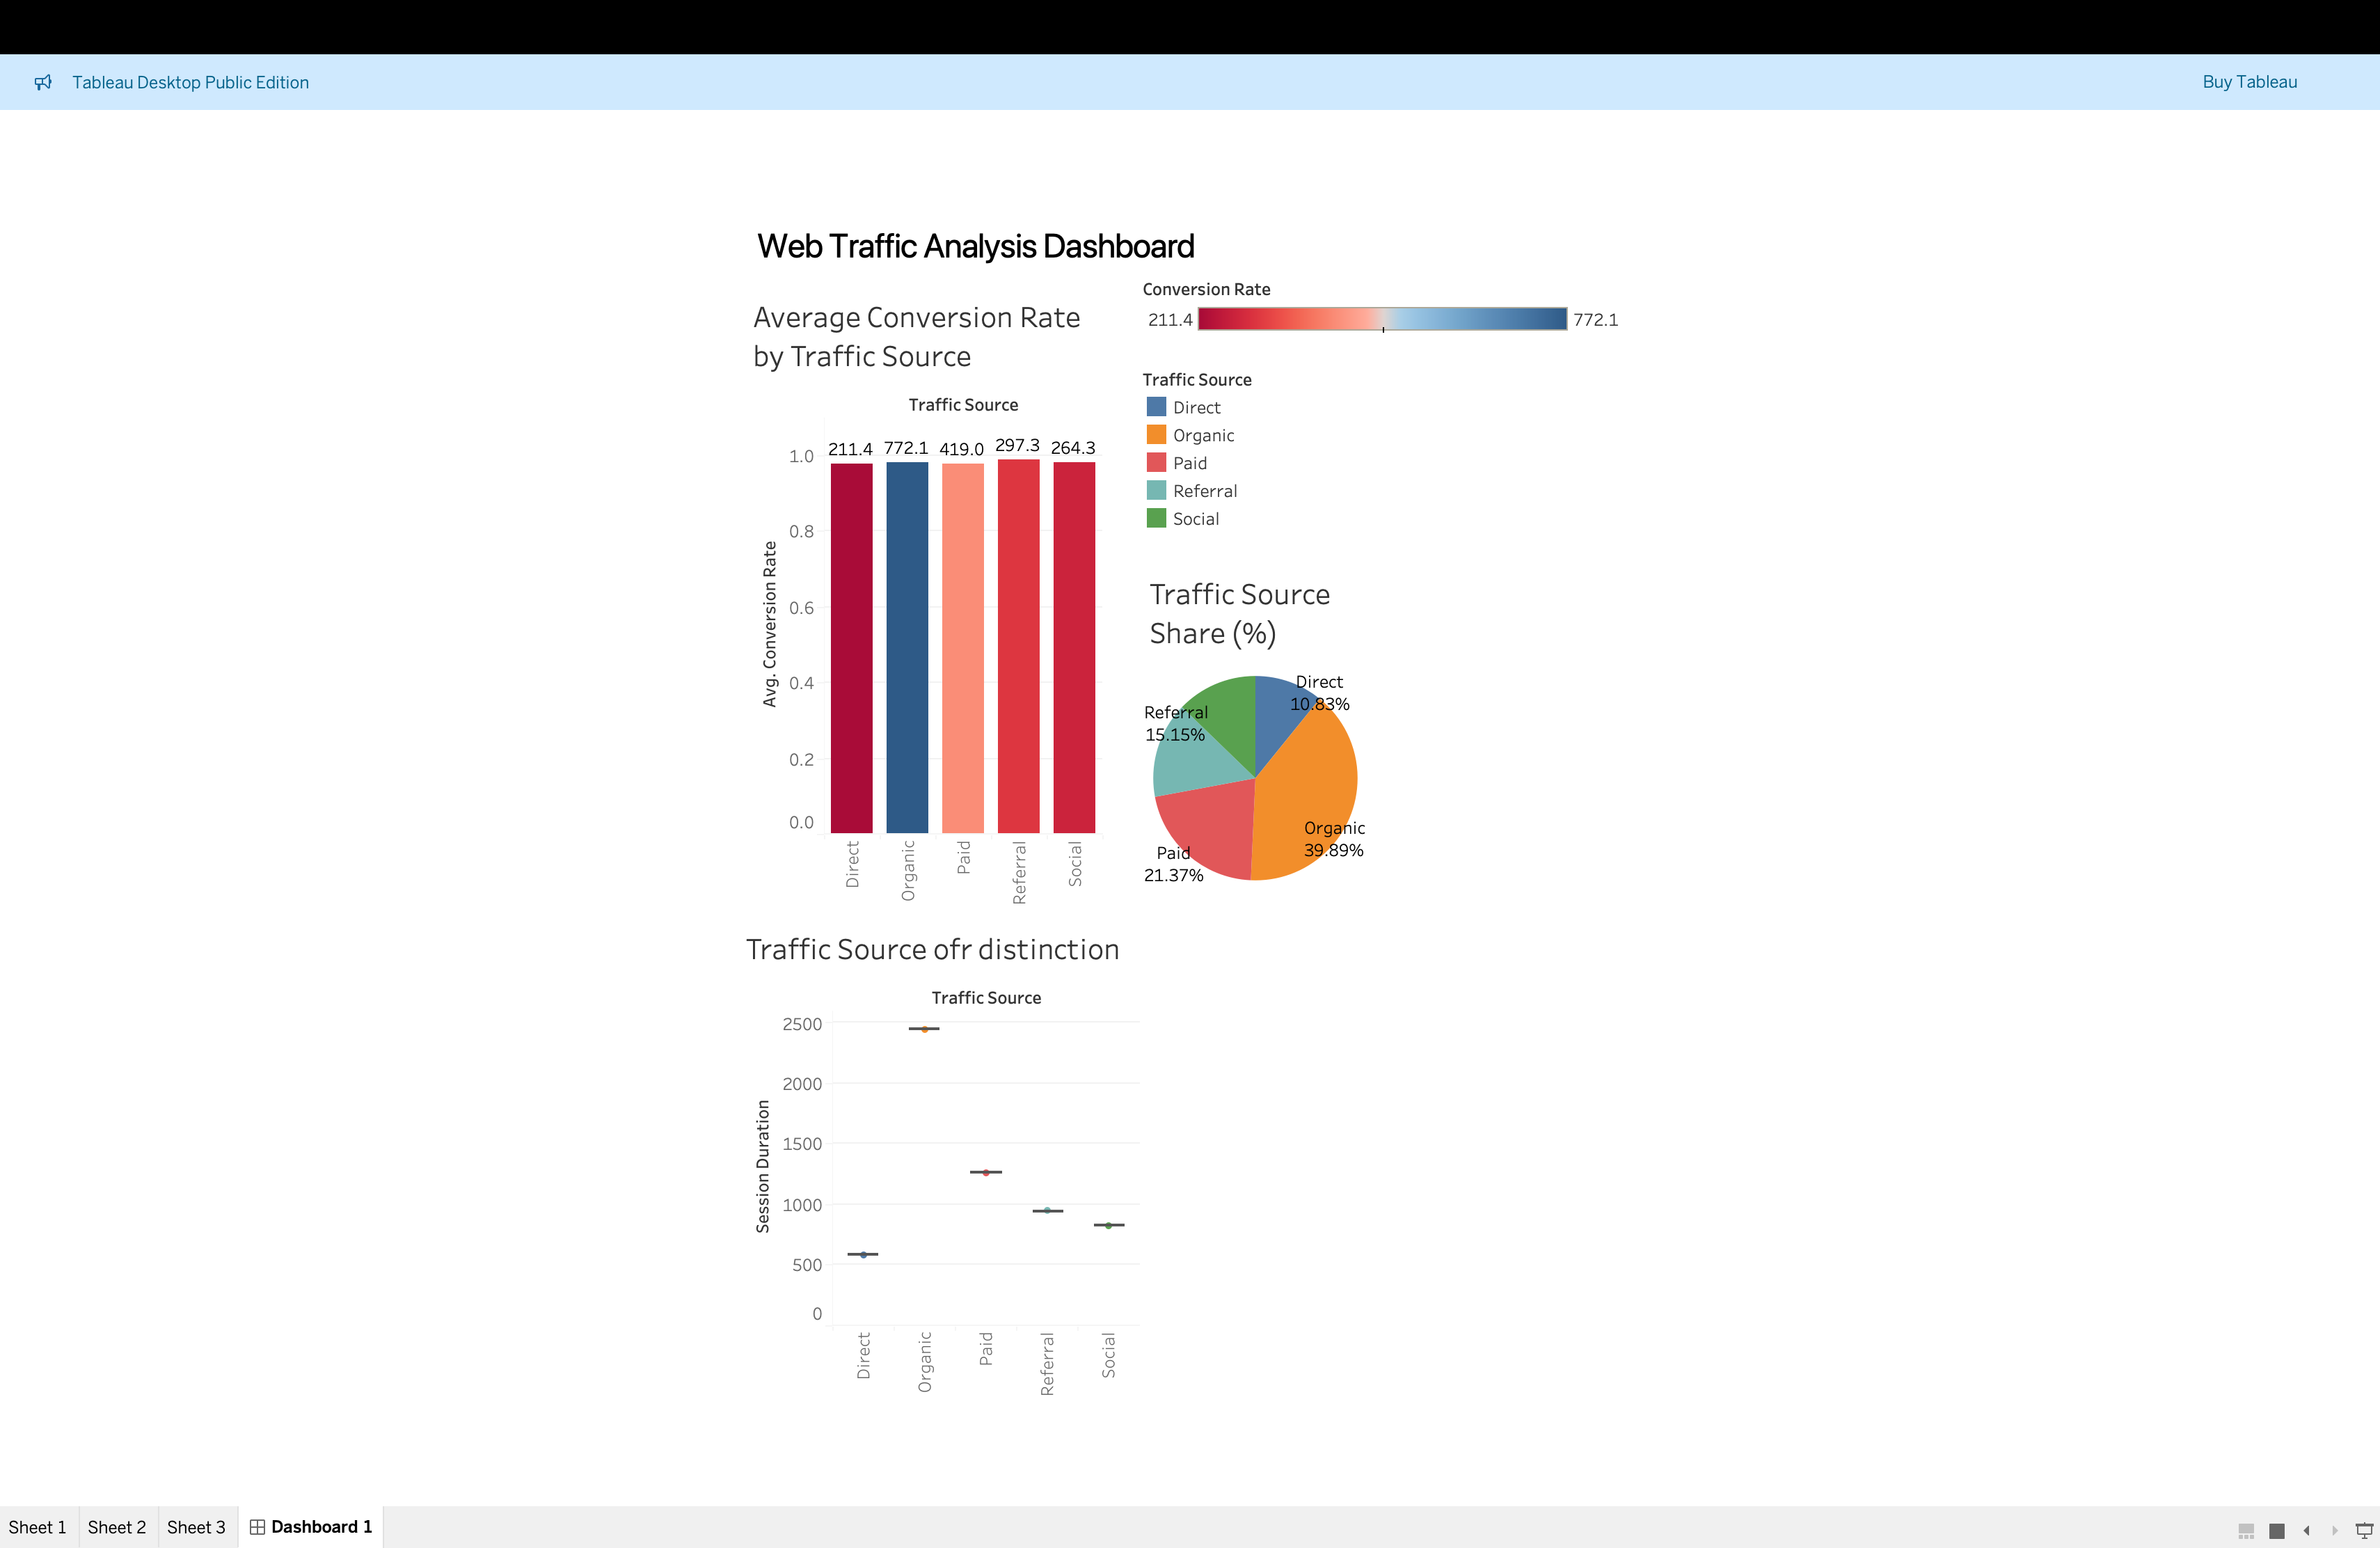 Tableau Desktop Public Edition
Buy Tableau
Web Traffic Analysis Dashboard
Average Conversion Rate
by Traffic Source
Traffic Source
211.4 772.1 419.0 297.3 264.3
1.0
0.8
0.6
0.4
0.2
0.0
Avg. Conversion Rate
Direct
Organic
Paid
Referral
Social
Conversion Rate
211.4 772.1
Traffic Source
Direct
Organic
Paid
Referral
Social
Traffic Source
Share (%)
Direct
10.83%
Referral
15.15%
Organic
39.89%
Paid
21.37%
Traffic Source ofr distinction
Traffic Source
2500
2000
1500
1000
500
0
Session Duration
Direct
Organic
Paid
Referral
Social
Sheet 1 Sheet 2 Sheet 3 Dashboard 1